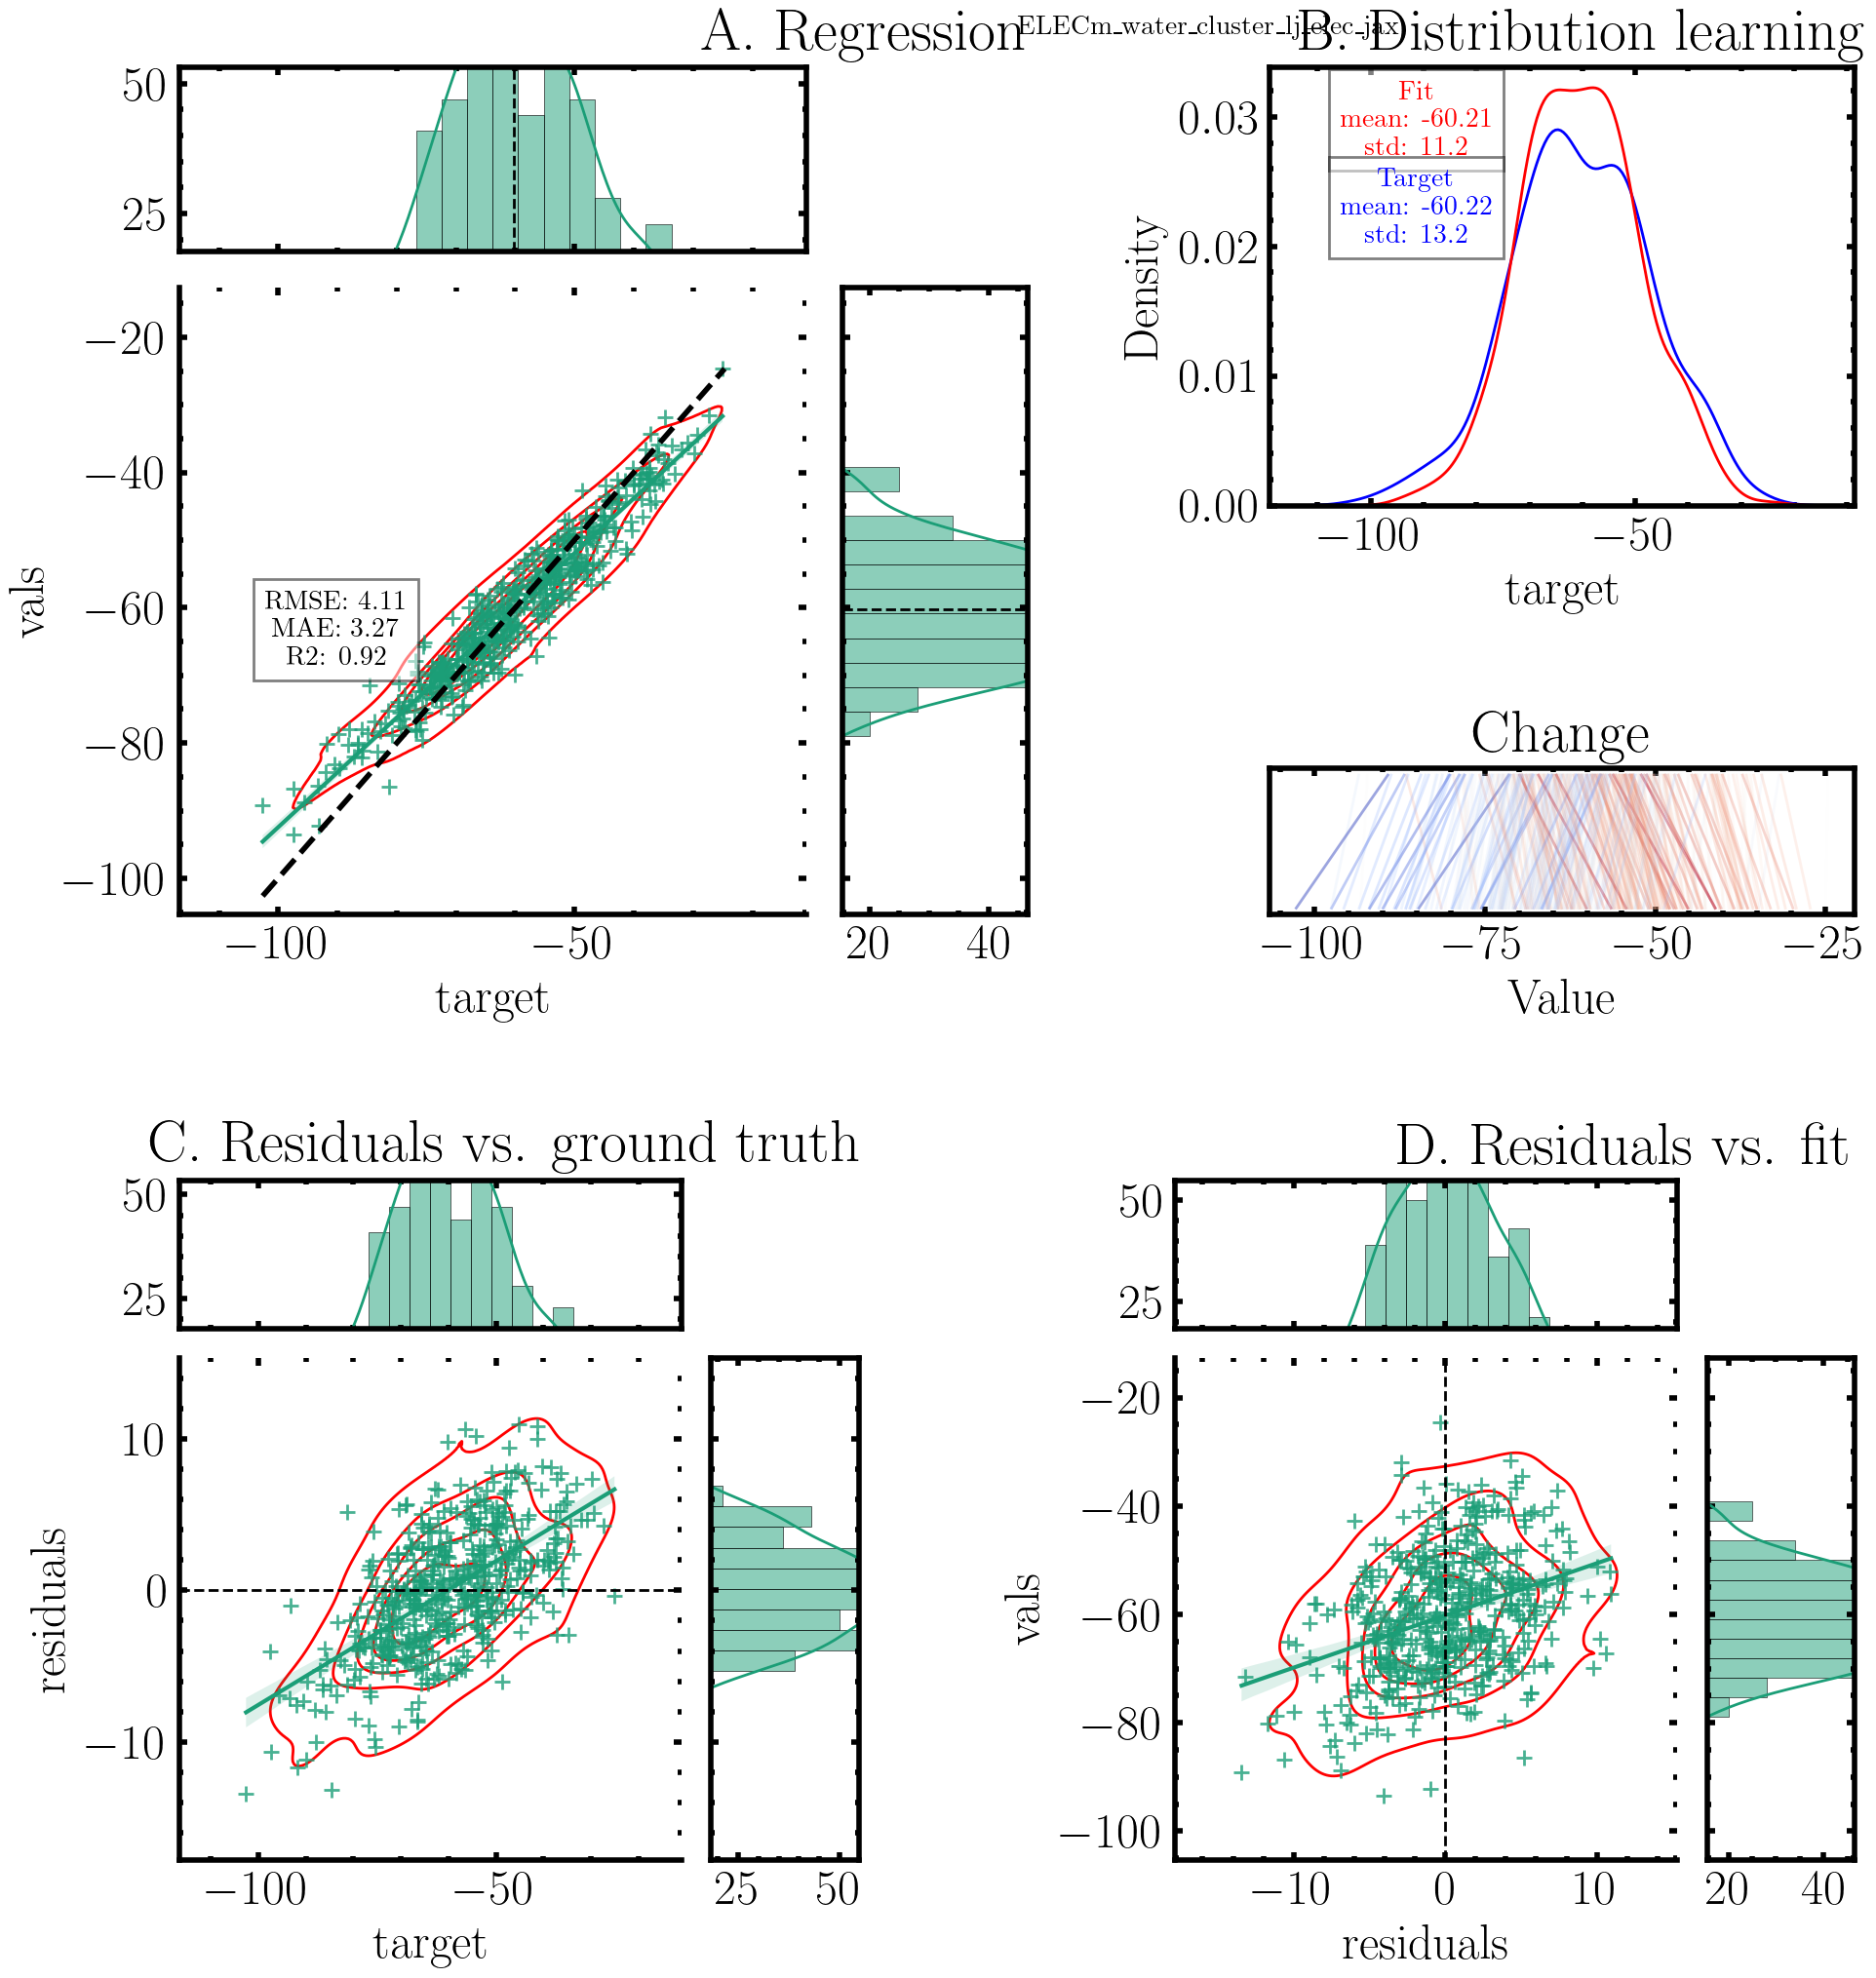 A. Regression
ELECm_water_cluster_lj_elec_jax
B. Distribution learning
50
25
−20
−40
−60
−80
−100
vals
RMSE: 4.11
MAE: 3.27
R2: 0.92
−100
−50
target
20
40
0.03
0.02
0.01
0.00
Density
Fit
mean: -60.21
std: 11.2
Target
mean: -60.22
std: 13.2
−100
−50
target
Change
−100
−75
−50
−25
Value
C. Residuals vs. ground truth
50
25
10
0
−10
residuals
−100
−50
target
25
50
D. Residuals vs. fit
50
25
−20
−40
−60
−80
−100
vals
−10
0
10
residuals
20
40